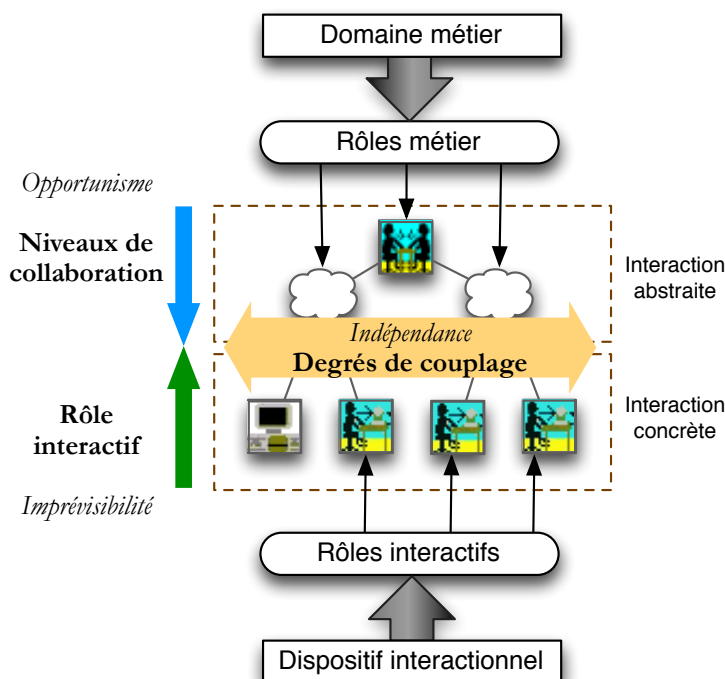 Domaine métier
Rôles métier
Opportunisme
Niveaux de
collaboration
Interaction
abstraite
Indépendance
Degrés de couplage
Rôle
interactif
Interaction
concrète
Imprévisibilité
Rôles interactifs
Dispositif interactionnel